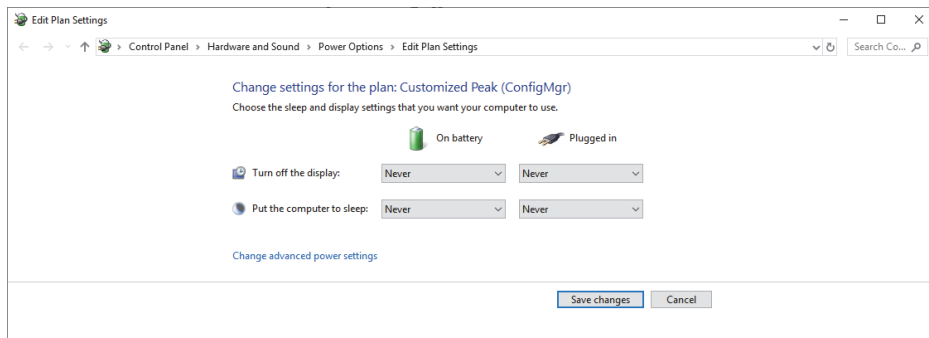 Edit Plan Settings
Control Panel > Hardware and Sound > Power Options > Edit Plan Settings
Search Co...
Change settings for the plan: Customized Peak (ConfigMgr)
Choose the sleep and display settings that you want your computer to use.
On battery Plugged in
Turn off the display: Never Never
Put the computer to sleep: Never Never
Change advanced power settings
Save changes Cancel